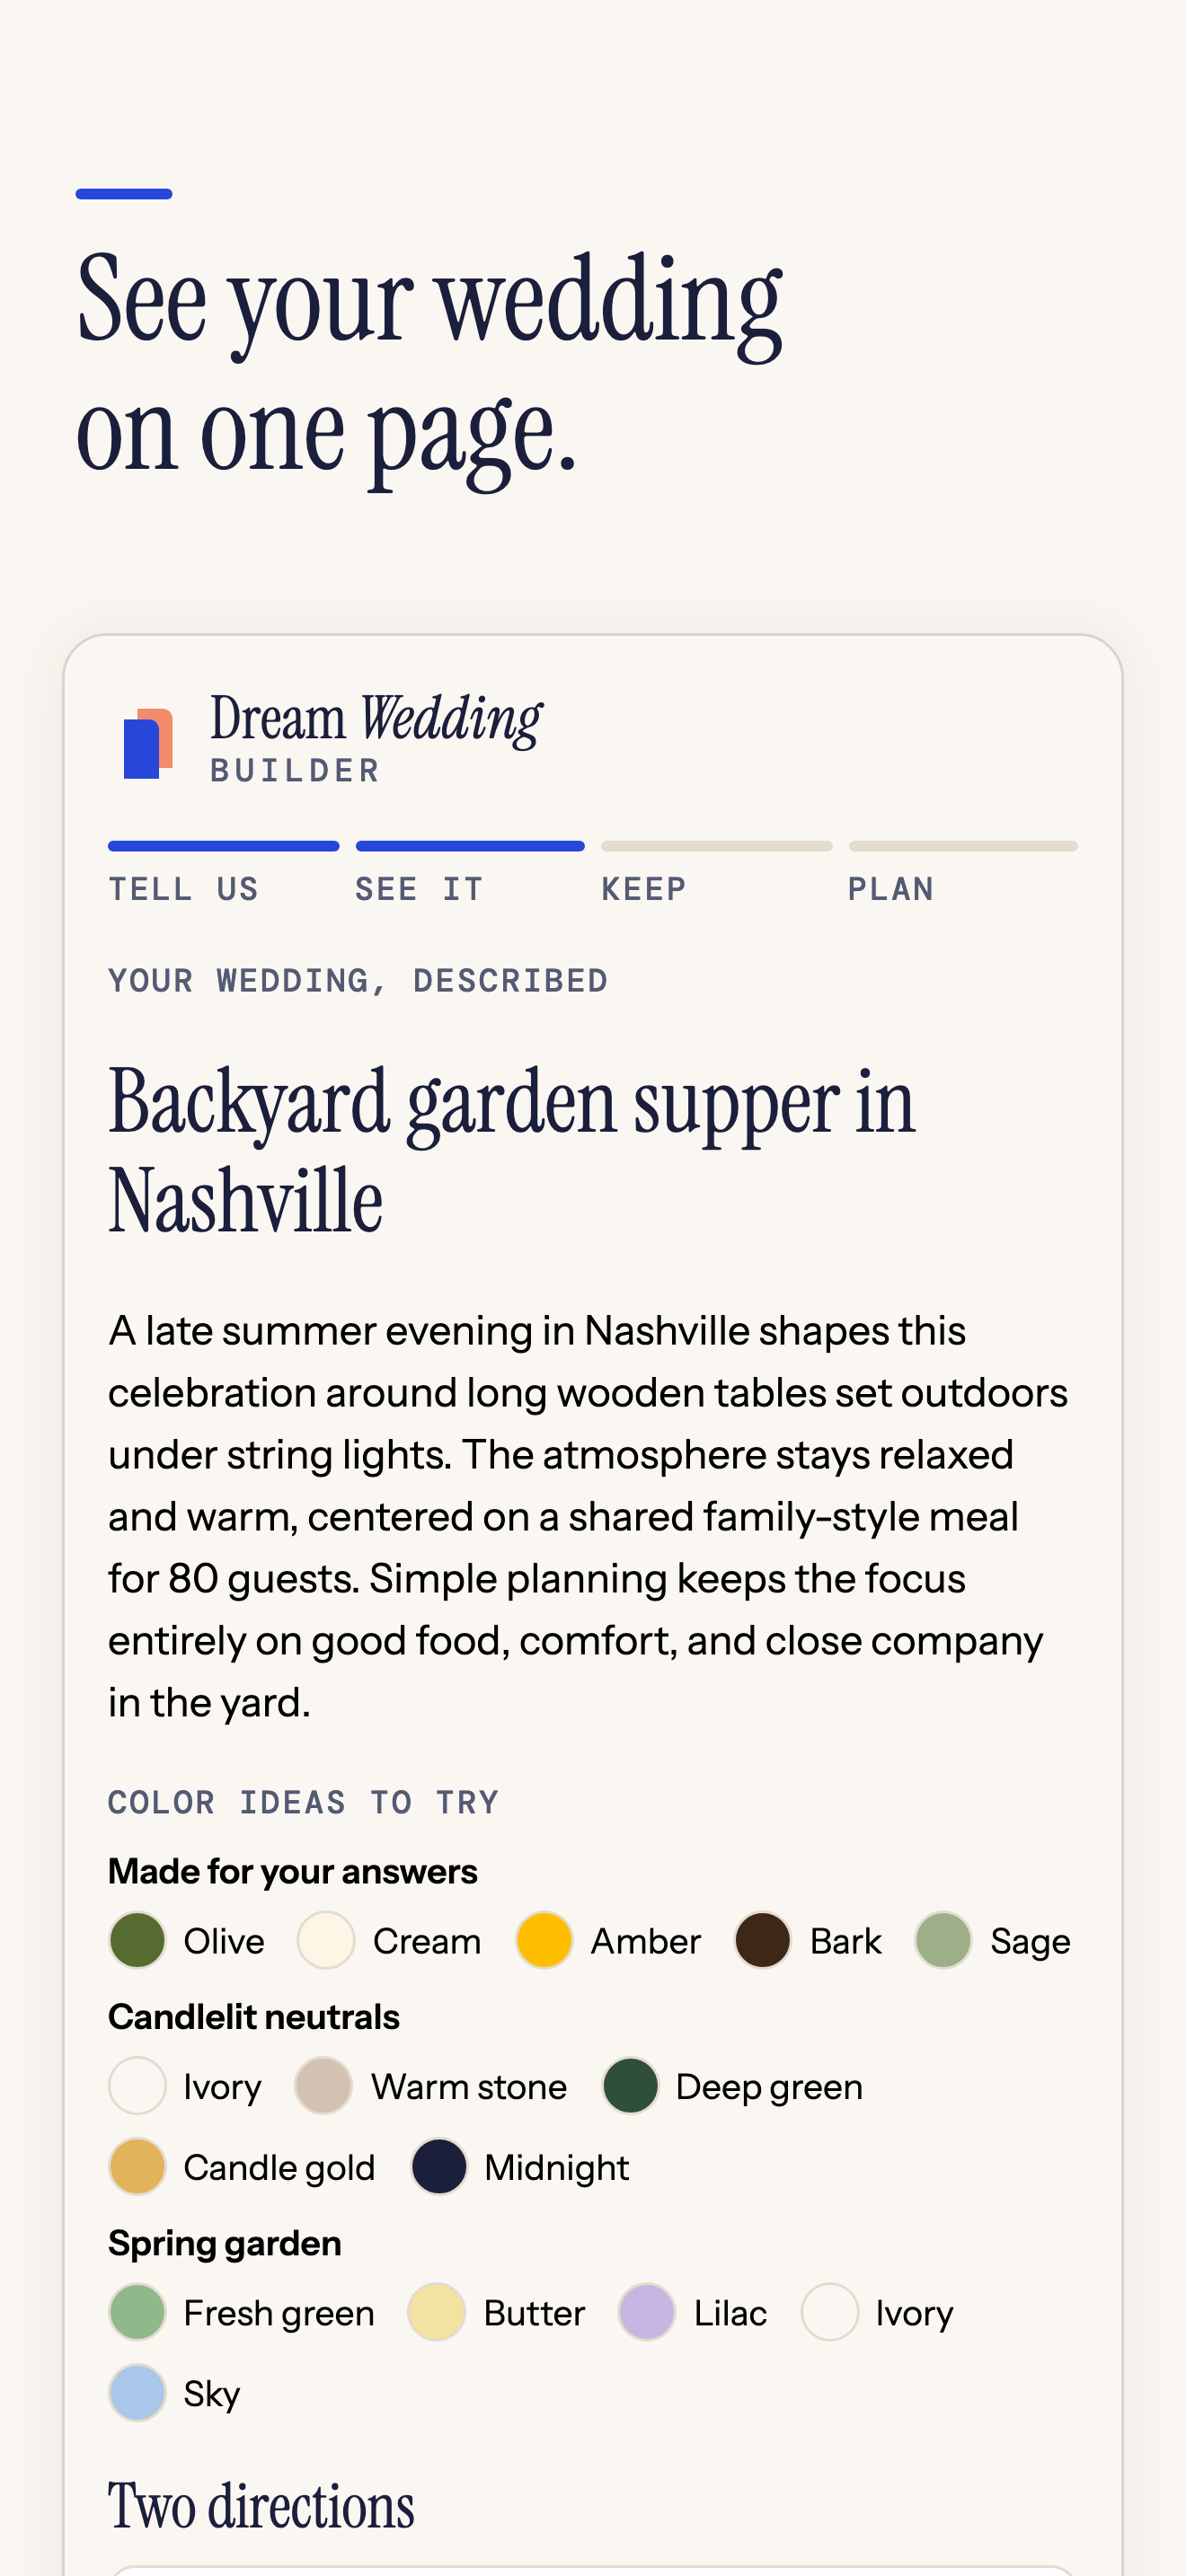 See your wedding
on one page.
Dream Wedding
BUILDER
TELL US SEE IT KEEP PLAN
YOUR WEDDING, DESCRIBED
Backyard garden supper in
Nashville
A late summer evening in Nashville shapes this
celebration around long wooden tables set outdoors
under string lights. The atmosphere stays relaxed
and warm, centered on a shared family-style meal
for 80 guests. Simple planning keeps the focus
entirely on good food, comfort, and close company
in the yard.
COLOR IDEAS TO TRY
Made for your answers
Olive Cream Amber Bark Sage
Candlelit neutrals
Ivory Warm stone Deep green
Candle gold Midnight
Spring garden
Fresh green Butter Lilac Ivory
Sky
Two directions